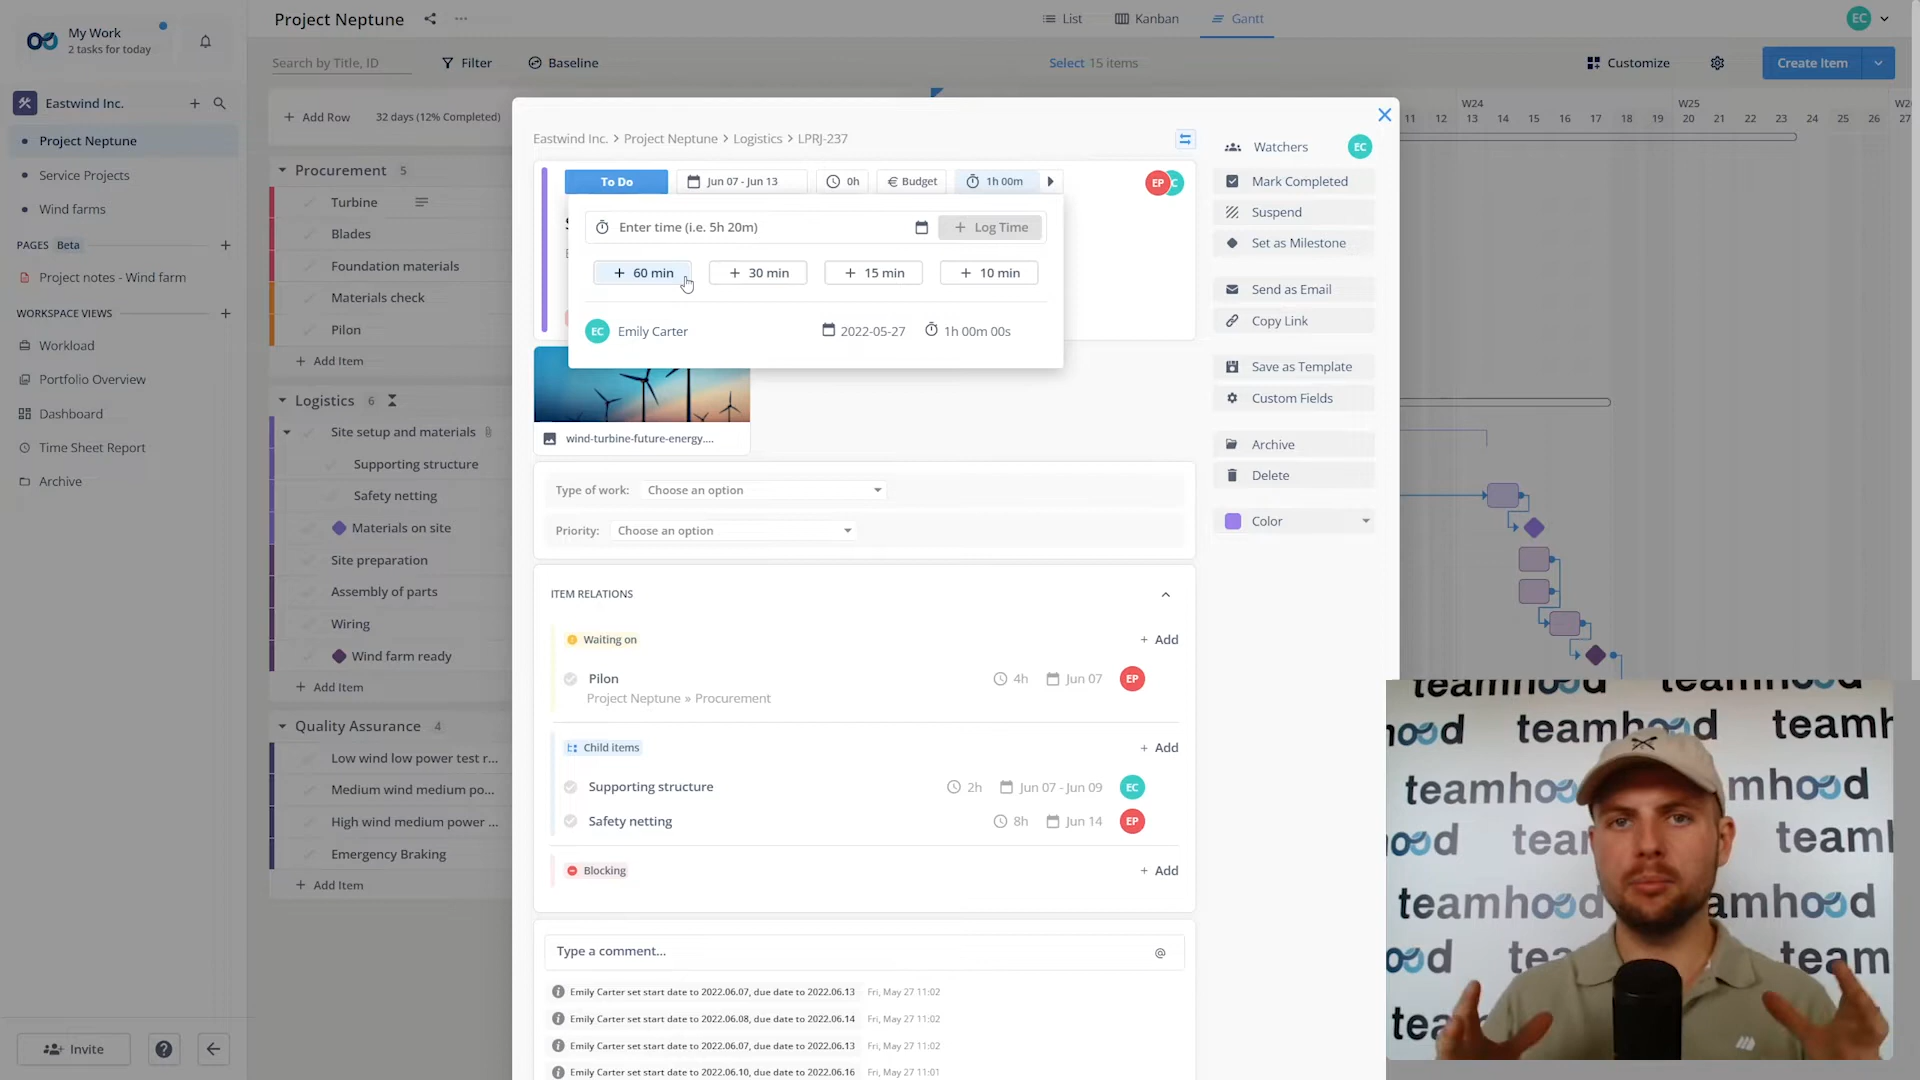 My Work
2 tasks for today
Eastwind Inc.
Project Neptune
Service Projects
Wind farms
PAGES Beta
Project notes - Wind farm
WORKSPACE VIEWS
Workload
Portfolio Overview
Dashboard
Time Sheet Report
Archive
Invite
Project Neptune
List
Kanban
Gantt
EC
Search by Title, ID
Filter
Baseline
Select 15 items
Customize
Create Item
Add Row
32 days (12% Completed)
Procurement 5
Turbine
Blades
Foundation materials
Materials check
Pilon
Add Item
Logistics 6
Site setup and materials
Supporting structure
Safety netting
Materials on site
Site preparation
Assembly of parts
Wiring
Wind farm ready
Add Item
Quality Assurance 4
Low wind low power test r...
Medium wind medium po...
High wind medium power ...
Emergency Braking
Add Item
W24
W25
11 12 13 14 15 16 17 18 19 20 21 22 23 24 25 26 27
Eastwind Inc. > Project Neptune > Logistics > LPRJ-237
To Do
Jun 07 - Jun 13
0h
€ Budget
1h 00m
EP
Enter time (i.e. 5h 20m)
+ Log Time
+ 60 min
+ 30 min
+ 15 min
+ 10 min
EC
Emily Carter
2022-05-27
1h 00m 00s
wind-turbine-future-energy....
Type of work:
Choose an option
Priority:
Choose an option
ITEM RELATIONS
Waiting on
+ Add
Pilon
4h
Jun 07
EP
Project Neptune » Procurement
Child items
+ Add
Supporting structure
2h
Jun 07 - Jun 09
EC
Safety netting
8h
Jun 14
EP
Blocking
+ Add
Type a comment...
@
Emily Carter set start date to 2022.06.07, due date to 2022.06.13 Fri, May 27 11:02
Emily Carter set start date to 2022.06.08, due date to 2022.06.14 Fri, May 27 11:02
Emily Carter set start date to 2022.06.07, due date to 2022.06.13 Fri, May 27 11:02
Emily Carter set start date to 2022.06.10, due date to 2022.06.16 Fri, May 27 11:01
Watchers
EC
Mark Completed
Suspend
Set as Milestone
Send as Email
Copy Link
Save as Template
Custom Fields
Archive
Delete
Color
teamhood
teamhood
teamhood
teamhood